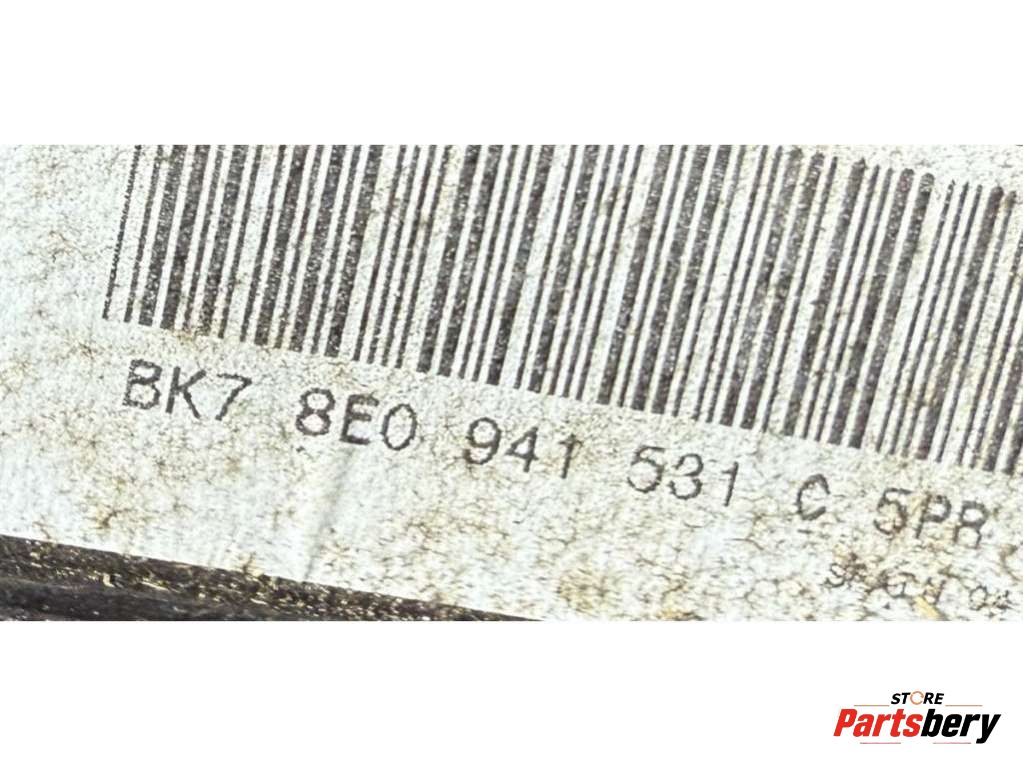 BK7 8E0 941 531 C 5PR
STORE
Partsbery